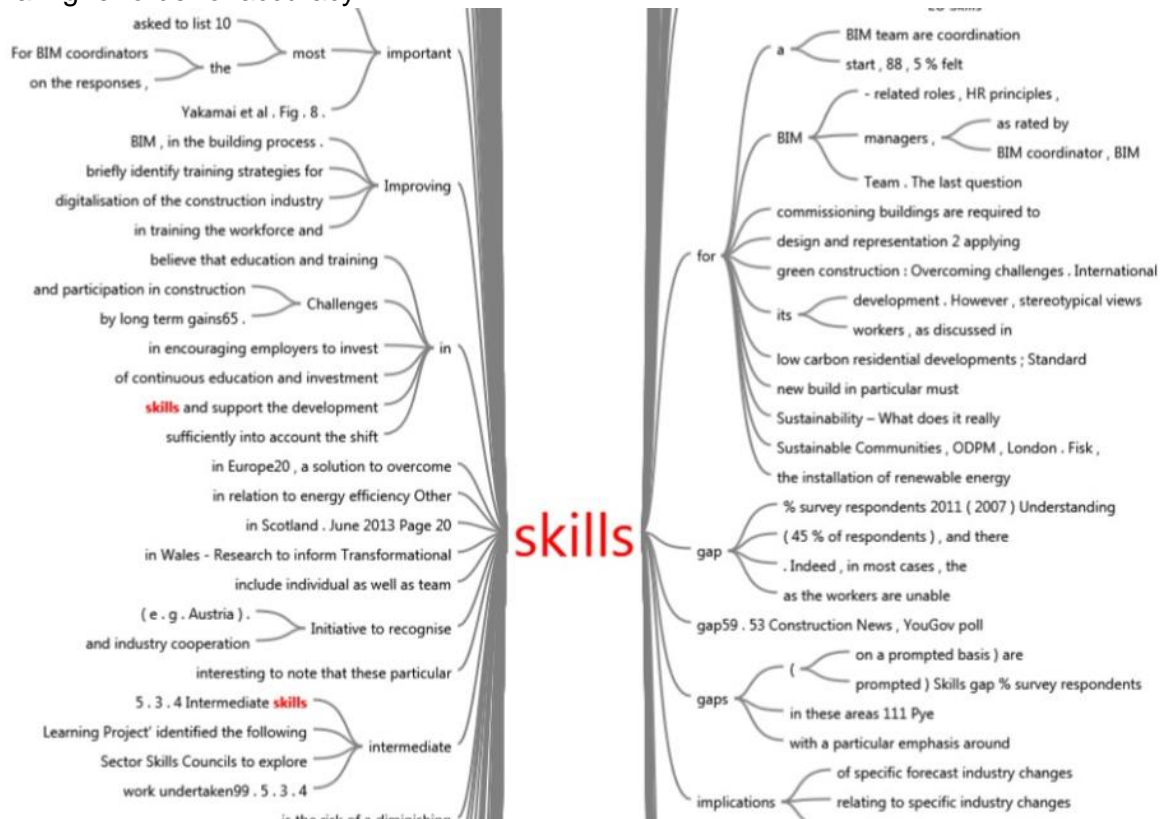 asked to list 10
For BIM coordinators
on the responses ,
the
most
important
Yakamai et al . Fig . 8 .
BIM , in the building process .
briefly identify training strategies for
digitalisation of the construction industry
in training the workforce and
Improving
believe that education and training
and participation in construction
by long term gains65 .
Challenges
in encouraging employers to invest
of continuous education and investment
skills and support the development
sufficiently into account the shift
in
in Europe20 , a solution to overcome
in relation to energy efficiency Other
in Scotland . June 2013 Page 20
in Wales - Research to inform Transformational
include individual as well as team
( e . g . Austria ) .
and industry cooperation
Initiative to recognise
interesting to note that these particular
5 . 3 . 4 Intermediate skills
Learning Project' identified the following
Sector Skills Councils to explore
work undertaken99 . 5 . 3 . 4
intermediate
skills
a
BIM team are coordination
start , 88 , 5 % felt
BIM
- related roles , HR principles ,
managers ,
as rated by
BIM coordinator , BIM
Team . The last question
for
commissioning buildings are required to
design and representation 2 applying
green construction : Overcoming challenges . International
its
development . However , stereotypical views
workers , as discussed in
low carbon residential developments ; Standard
new build in particular must
Sustainability – What does it really
Sustainable Communities , ODPM , London . Fisk ,
the installation of renewable energy
gap
% survey respondents 2011 ( 2007 ) Understanding
( 45 % of respondents ) , and there
. Indeed , in most cases , the
as the workers are unable
gap59 . 53 Construction News , YouGov poll
gaps
(
on a prompted basis ) are
prompted ) Skills gap % survey respondents
in these areas 111 Pye
with a particular emphasis around
implications
of specific forecast industry changes
relating to specific industry changes